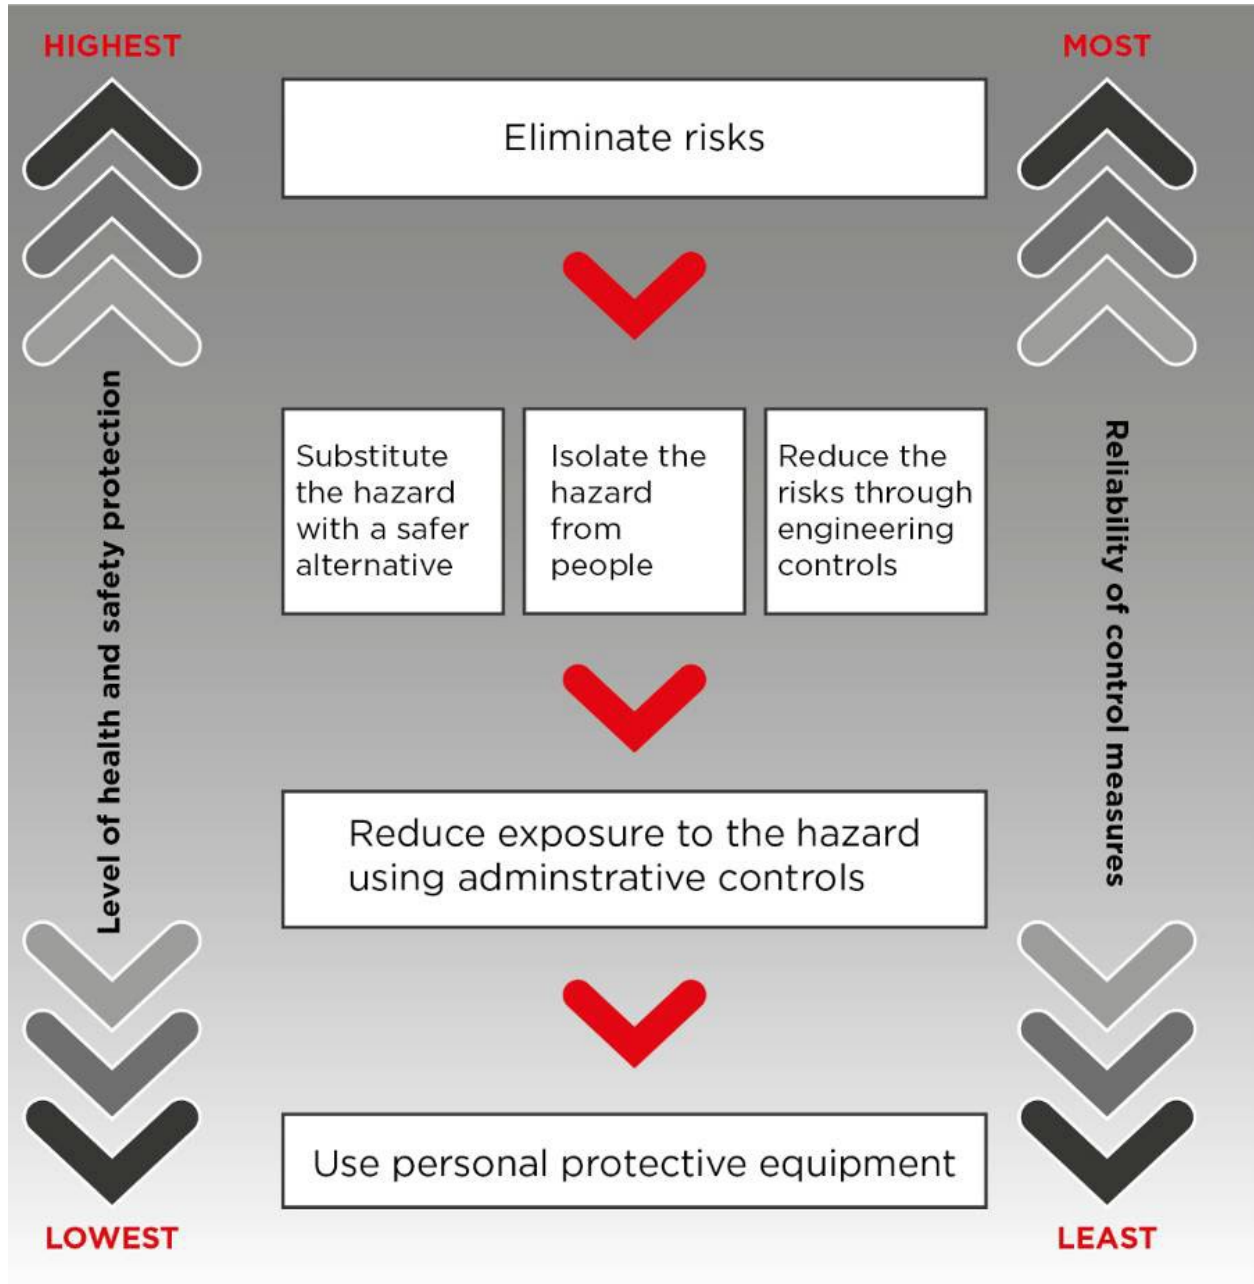 HIGHEST
MOST
Eliminate risks
Substitute
the hazard
with a safer
alternative
Isolate the
hazard
from
people
Reduce the
risks through
engineering
controls
Level of health and safety protection
Reliability of control measures
Reduce exposure to the hazard
using adminstrative controls
Use personal protective equipment
LOWEST
LEAST